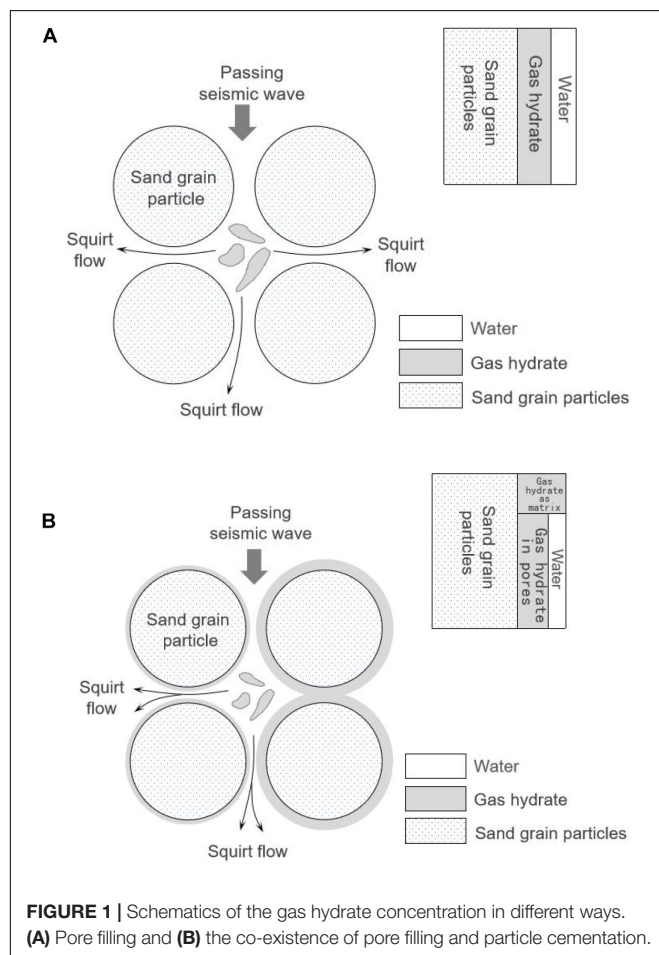 A
Passing
seismic wave
Sand grain
particle
Squirt
flow
Squirt
flow
Squirt flow
Sand grain
particles
Gas hydrate
Water
Water
Gas hydrate
Sand grain particles
B
Passing
seismic wave
Sand grain
particle
Squirt
flow
Squirt flow
Sand grain
particles
Gas
hydrate
as
matrix
Gas hydrate
in pores
Water
Water
Gas hydrate
Sand grain particles
FIGURE 1 | Schematics of the gas hydrate concentration in different ways.
(A) Pore filling and (B) the co-existence of pore filling and particle cementation.